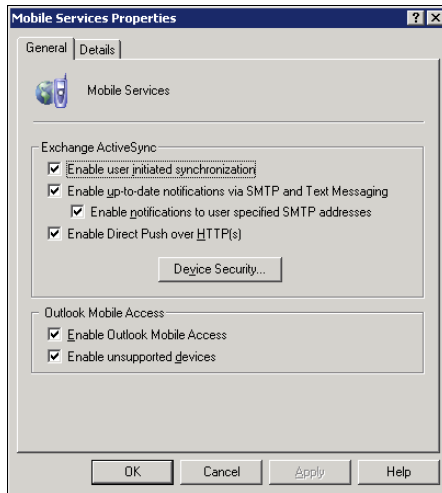 Mobile Services Properties
General
Details
Mobile Services
Exchange ActiveSync
Enable user initiated synchronization
Enable up-to-date notifications via SMTP and Text Messaging
Enable notifications to user specified SMTP addresses
Enable Direct Push over HTTP(s)
Device Security...
Outlook Mobile Access
Enable Outlook Mobile Access
Enable unsupported devices
OK
Cancel
Apply
Help